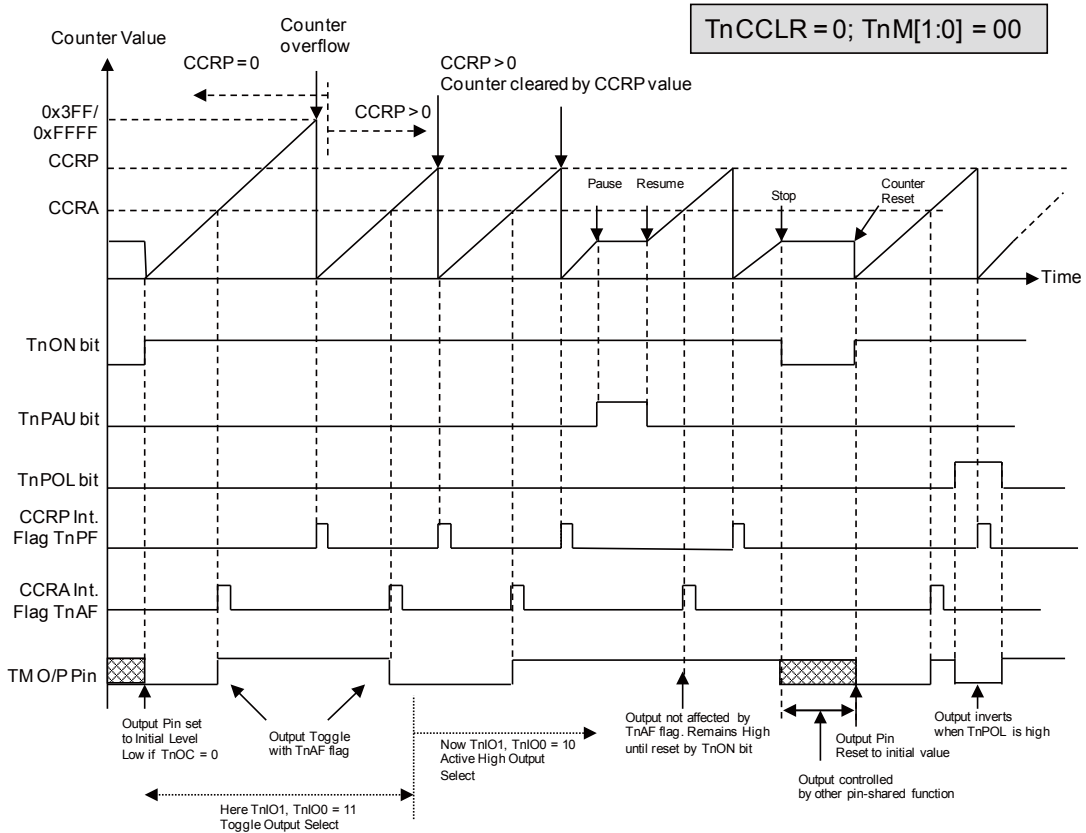 TnCCLR = 0; TnM[1:0] = 00
Counter Value
Counter
overflow
CCRP = 0
CCRP > 0
CCRP > 0
Counter cleared by CCRP value
0x3FF/
0xFFFF
CCRP
CCRA
Pause
Resume
Stop
Counter
Reset
Time
TnON bit
TnPAU bit
TnPOL bit
CCRP Int.
Flag TnPF
CCRA Int.
Flag TnAF
TM O/P Pin
Output Pin set
to Initial Level
Low if TnOC = 0
Output Toggle
with TnAF flag
Now TnIO1, TnIO0 = 10
Active High Output
Select
Output not affected by
TnAF flag. Remains High
until reset by TnON bit
Output Pin
Reset to initial value
Output inverts
when TnPOL is high
Output controlled
by other pin-shared function
Here TnIO1, TnIO0 = 11
Toggle Output Select